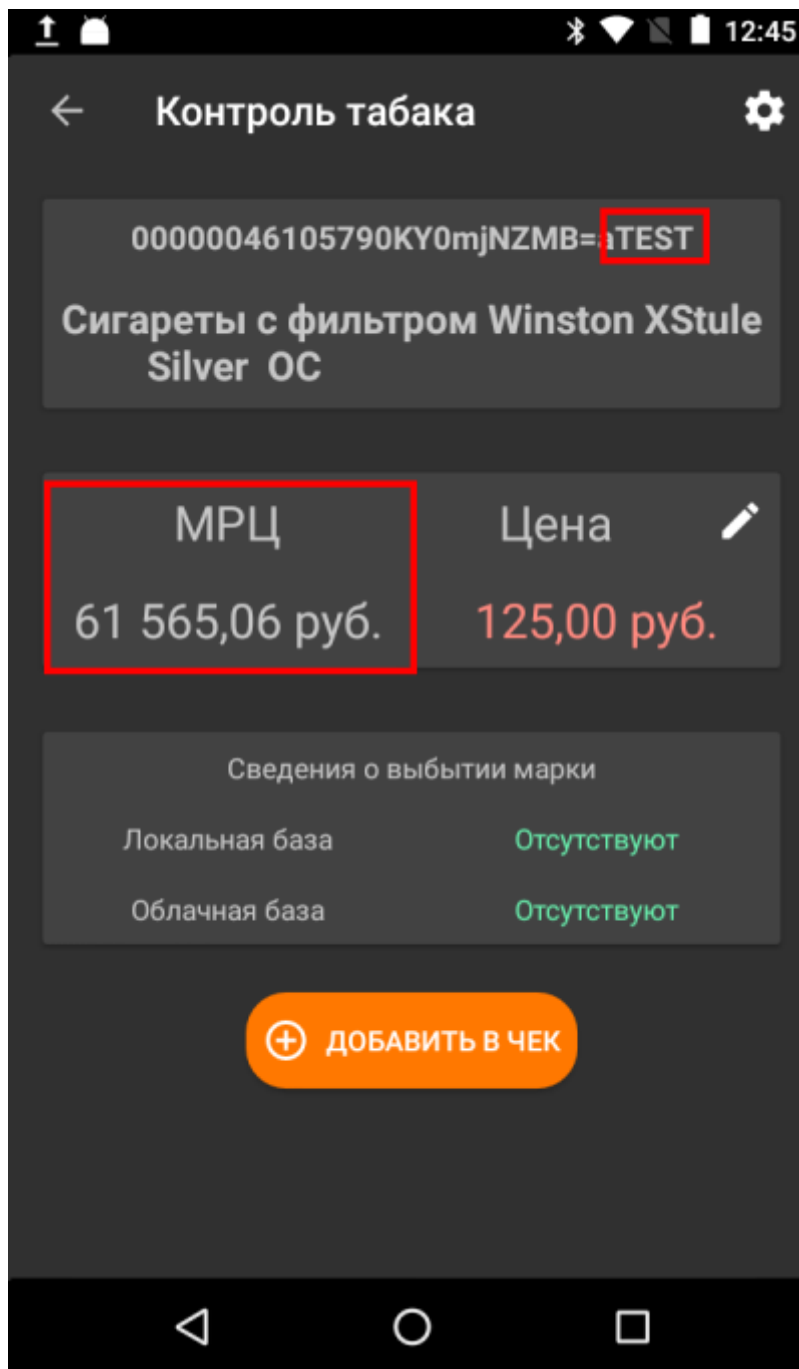 12:45
Контроль табака
00000046105790KY0mjNZMB=aTEST
Сигареты с фильтром Winston XStule
Silver OC
МРЦ Цена
61 565,06 руб. 125,00 руб.
Сведения о выбытии марки
Локальная база Отсутствуют
Облачная база Отсутствуют
ДОБАВИТЬ В ЧЕК